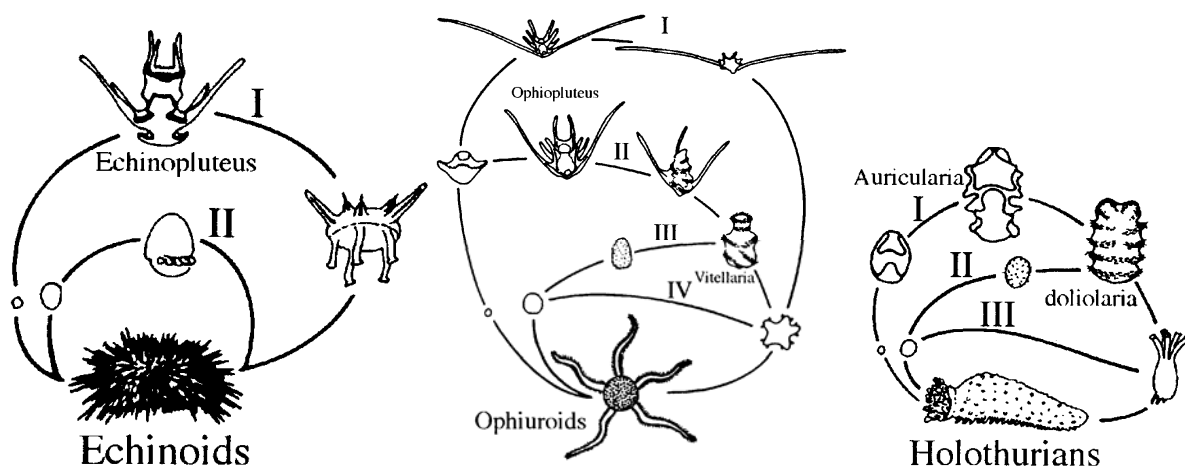 I
Echinopluteus
II
Echinoids
I
Ophiopluteus
II
III
Vitellaria
IV
Ophiuroids
Auricularia
I
II
doliolaria
III
Holothurians